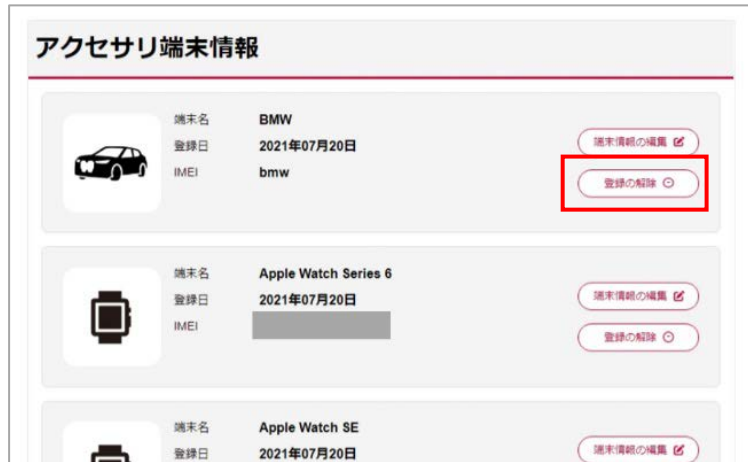 アクセサリ端末情報
端末名 BMW
登録日 2021年07月20日
IMEI bmw
端末情報の編集
登録の解除
端末名 Apple Watch Series 6
登録日 2021年07月20日
IMEI
端末情報の編集
登録の解除
端末名 Apple Watch SE
登録日 2021年07月20日
端末情報の編集